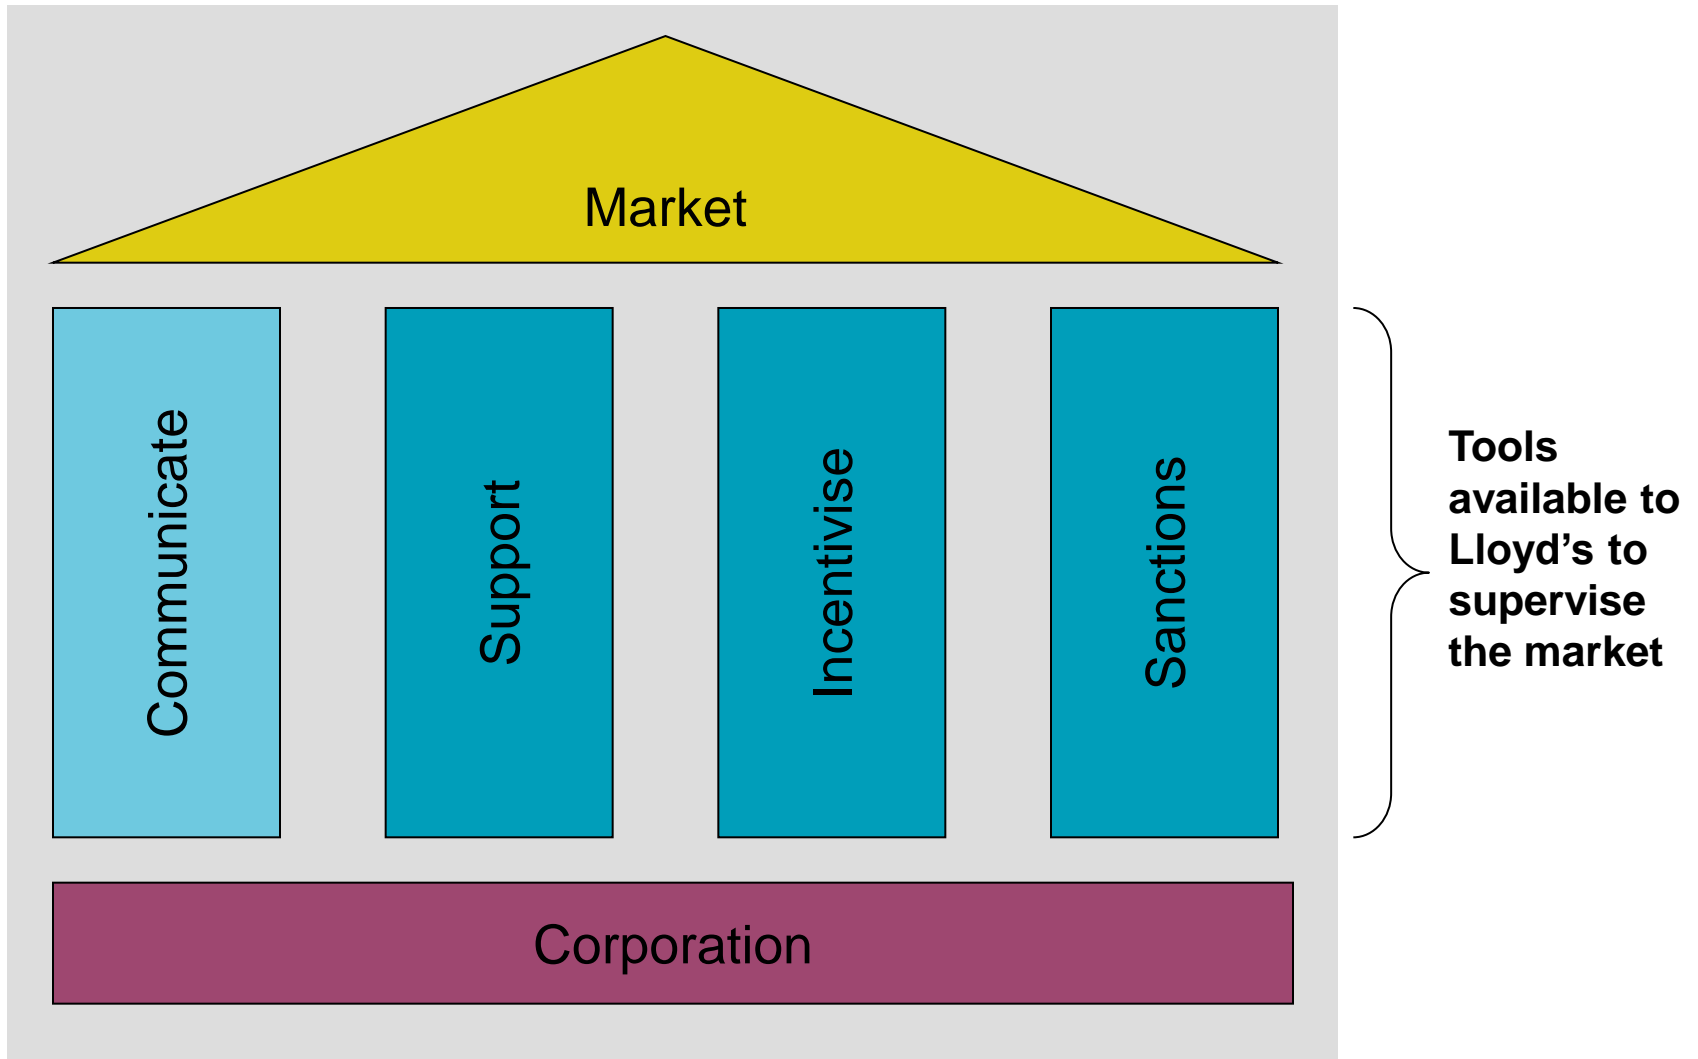 Market
Communicate
Support
Incentivise
Sanctions
Tools
available to
Lloyd’s to
supervise
the market
Corporation